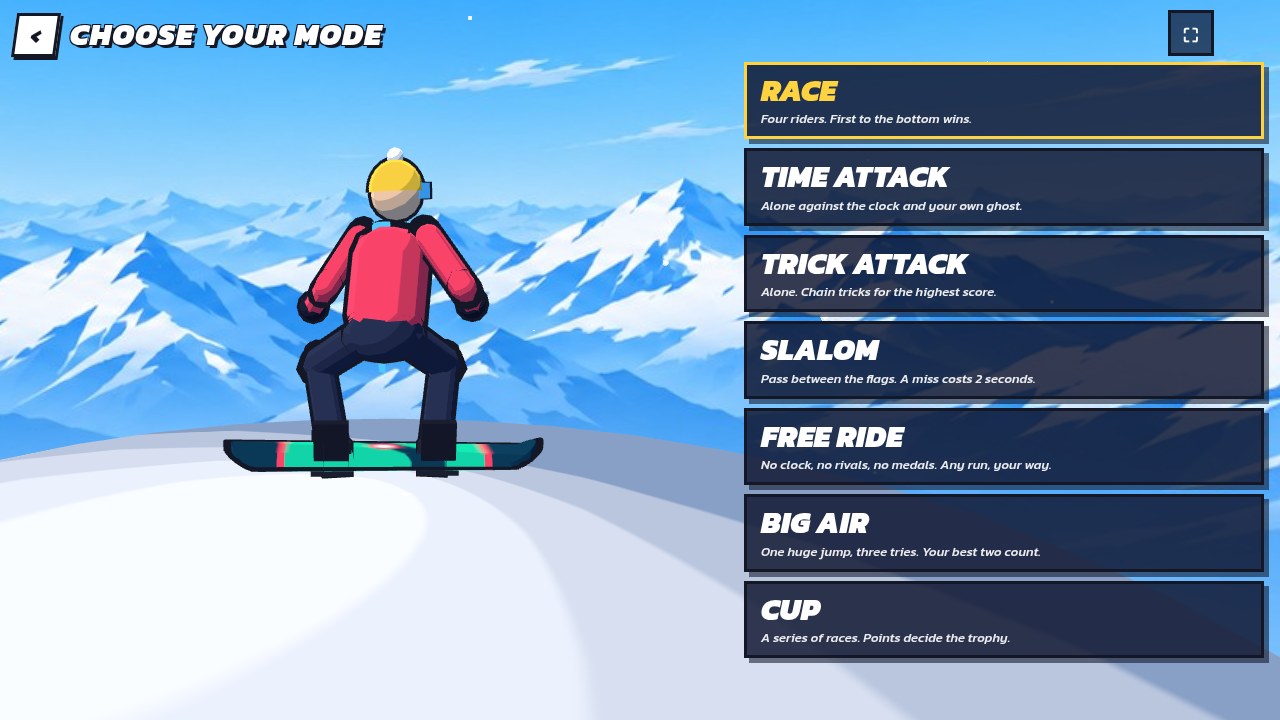 CHOOSE YOUR MODE
RACE
Four riders. First to the bottom wins.
TIME ATTACK
Alone against the clock and your own ghost.
TRICK ATTACK
Alone. Chain tricks for the highest score.
SLALOM
Pass between the flags. A miss costs 2 seconds.
FREE RIDE
No clock, no rivals, no medals. Any run, your way.
BIG AIR
One huge jump, three tries. Your best two count.
CUP
A series of races. Points decide the trophy.